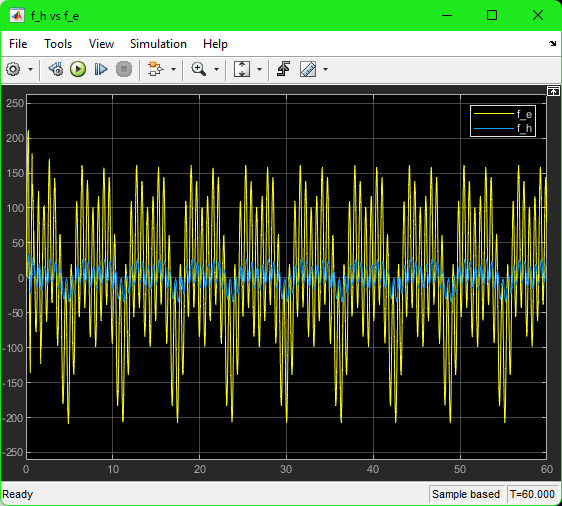 f_h vs f_e
File Tools View Simulation Help
f_e
f_h
250
200
150
100
50
0
-50
-100
-150
-200
-250
0 10 20 30 40 50 60
Ready Sample based T=60.000